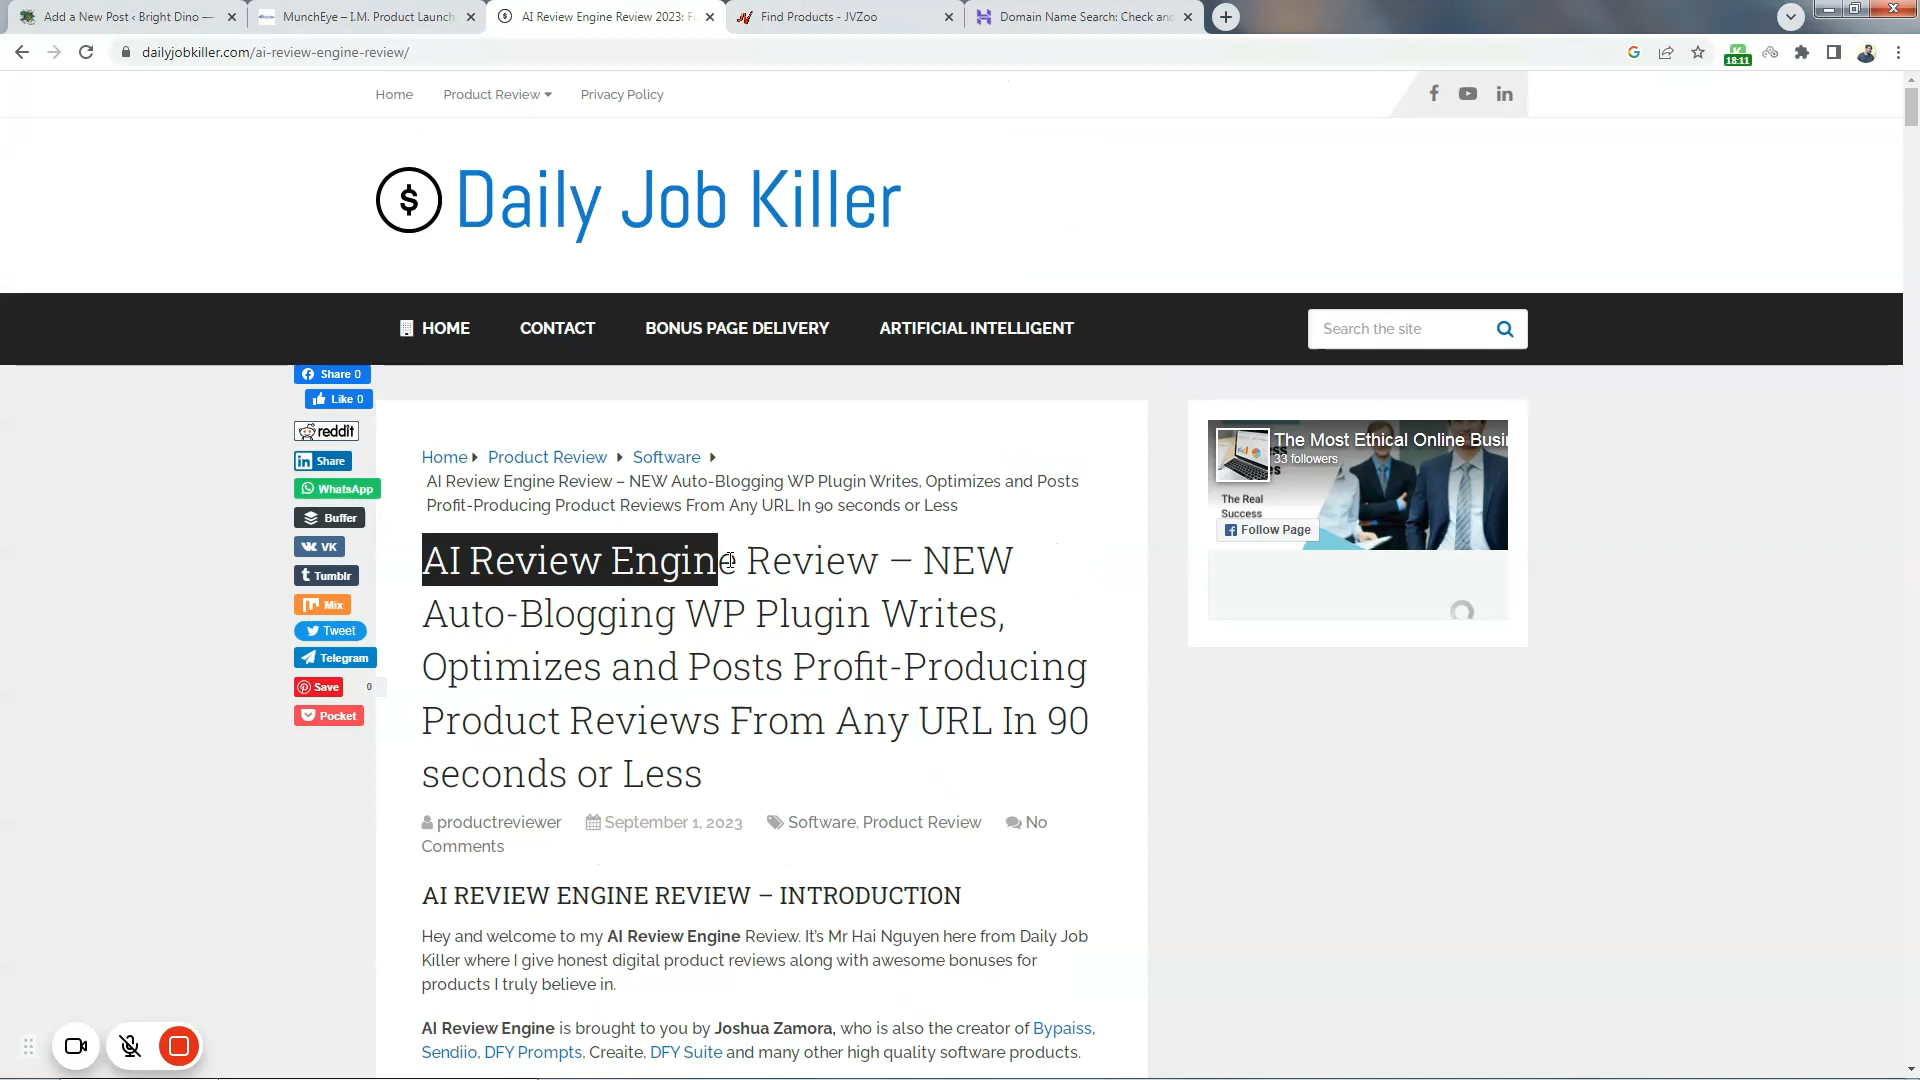 Add a New Post ‹ Bright Dino —
MunchEye – I.M. Product Launch
AI Review Engine Review 2023: F
Find Products - JVZoo
Domain Name Search: Check and
dailyjobkiller.com/ai-review-engine-review/
18:11
Home
Product Review
Privacy Policy
$ Daily Job Killer
HOME
CONTACT
BONUS PAGE DELIVERY
ARTIFICIAL INTELLIGENT
Search the site
Share 0
Like 0
reddit
Share
WhatsApp
Buffer
VK
Tumblr
Mix
Tweet
Telegram
Save 0
Pocket
Home Product Review Software
AI Review Engine Review – NEW Auto-Blogging WP Plugin Writes, Optimizes and Posts
Profit-Producing Product Reviews From Any URL In 90 seconds or Less
AI Review Engine Review – NEW
Auto-Blogging WP Plugin Writes,
Optimizes and Posts Profit-Producing
Product Reviews From Any URL In 90
seconds or Less
productreviewer September 1, 2023 Software, Product Review No
Comments
AI REVIEW ENGINE REVIEW – INTRODUCTION
Hey and welcome to my AI Review Engine Review. It's Mr Hai Nguyen here from Daily Job
Killer where I give honest digital product reviews along with awesome bonuses for
products I truly believe in.
AI Review Engine is brought to you by Joshua Zamora, who is also the creator of Bypaiss,
Sendiio, DFY Prompts, Creaite, DFY Suite and many other high quality software products.
The Most Ethical Online Busi
33 followers
The Real
Success
Follow Page